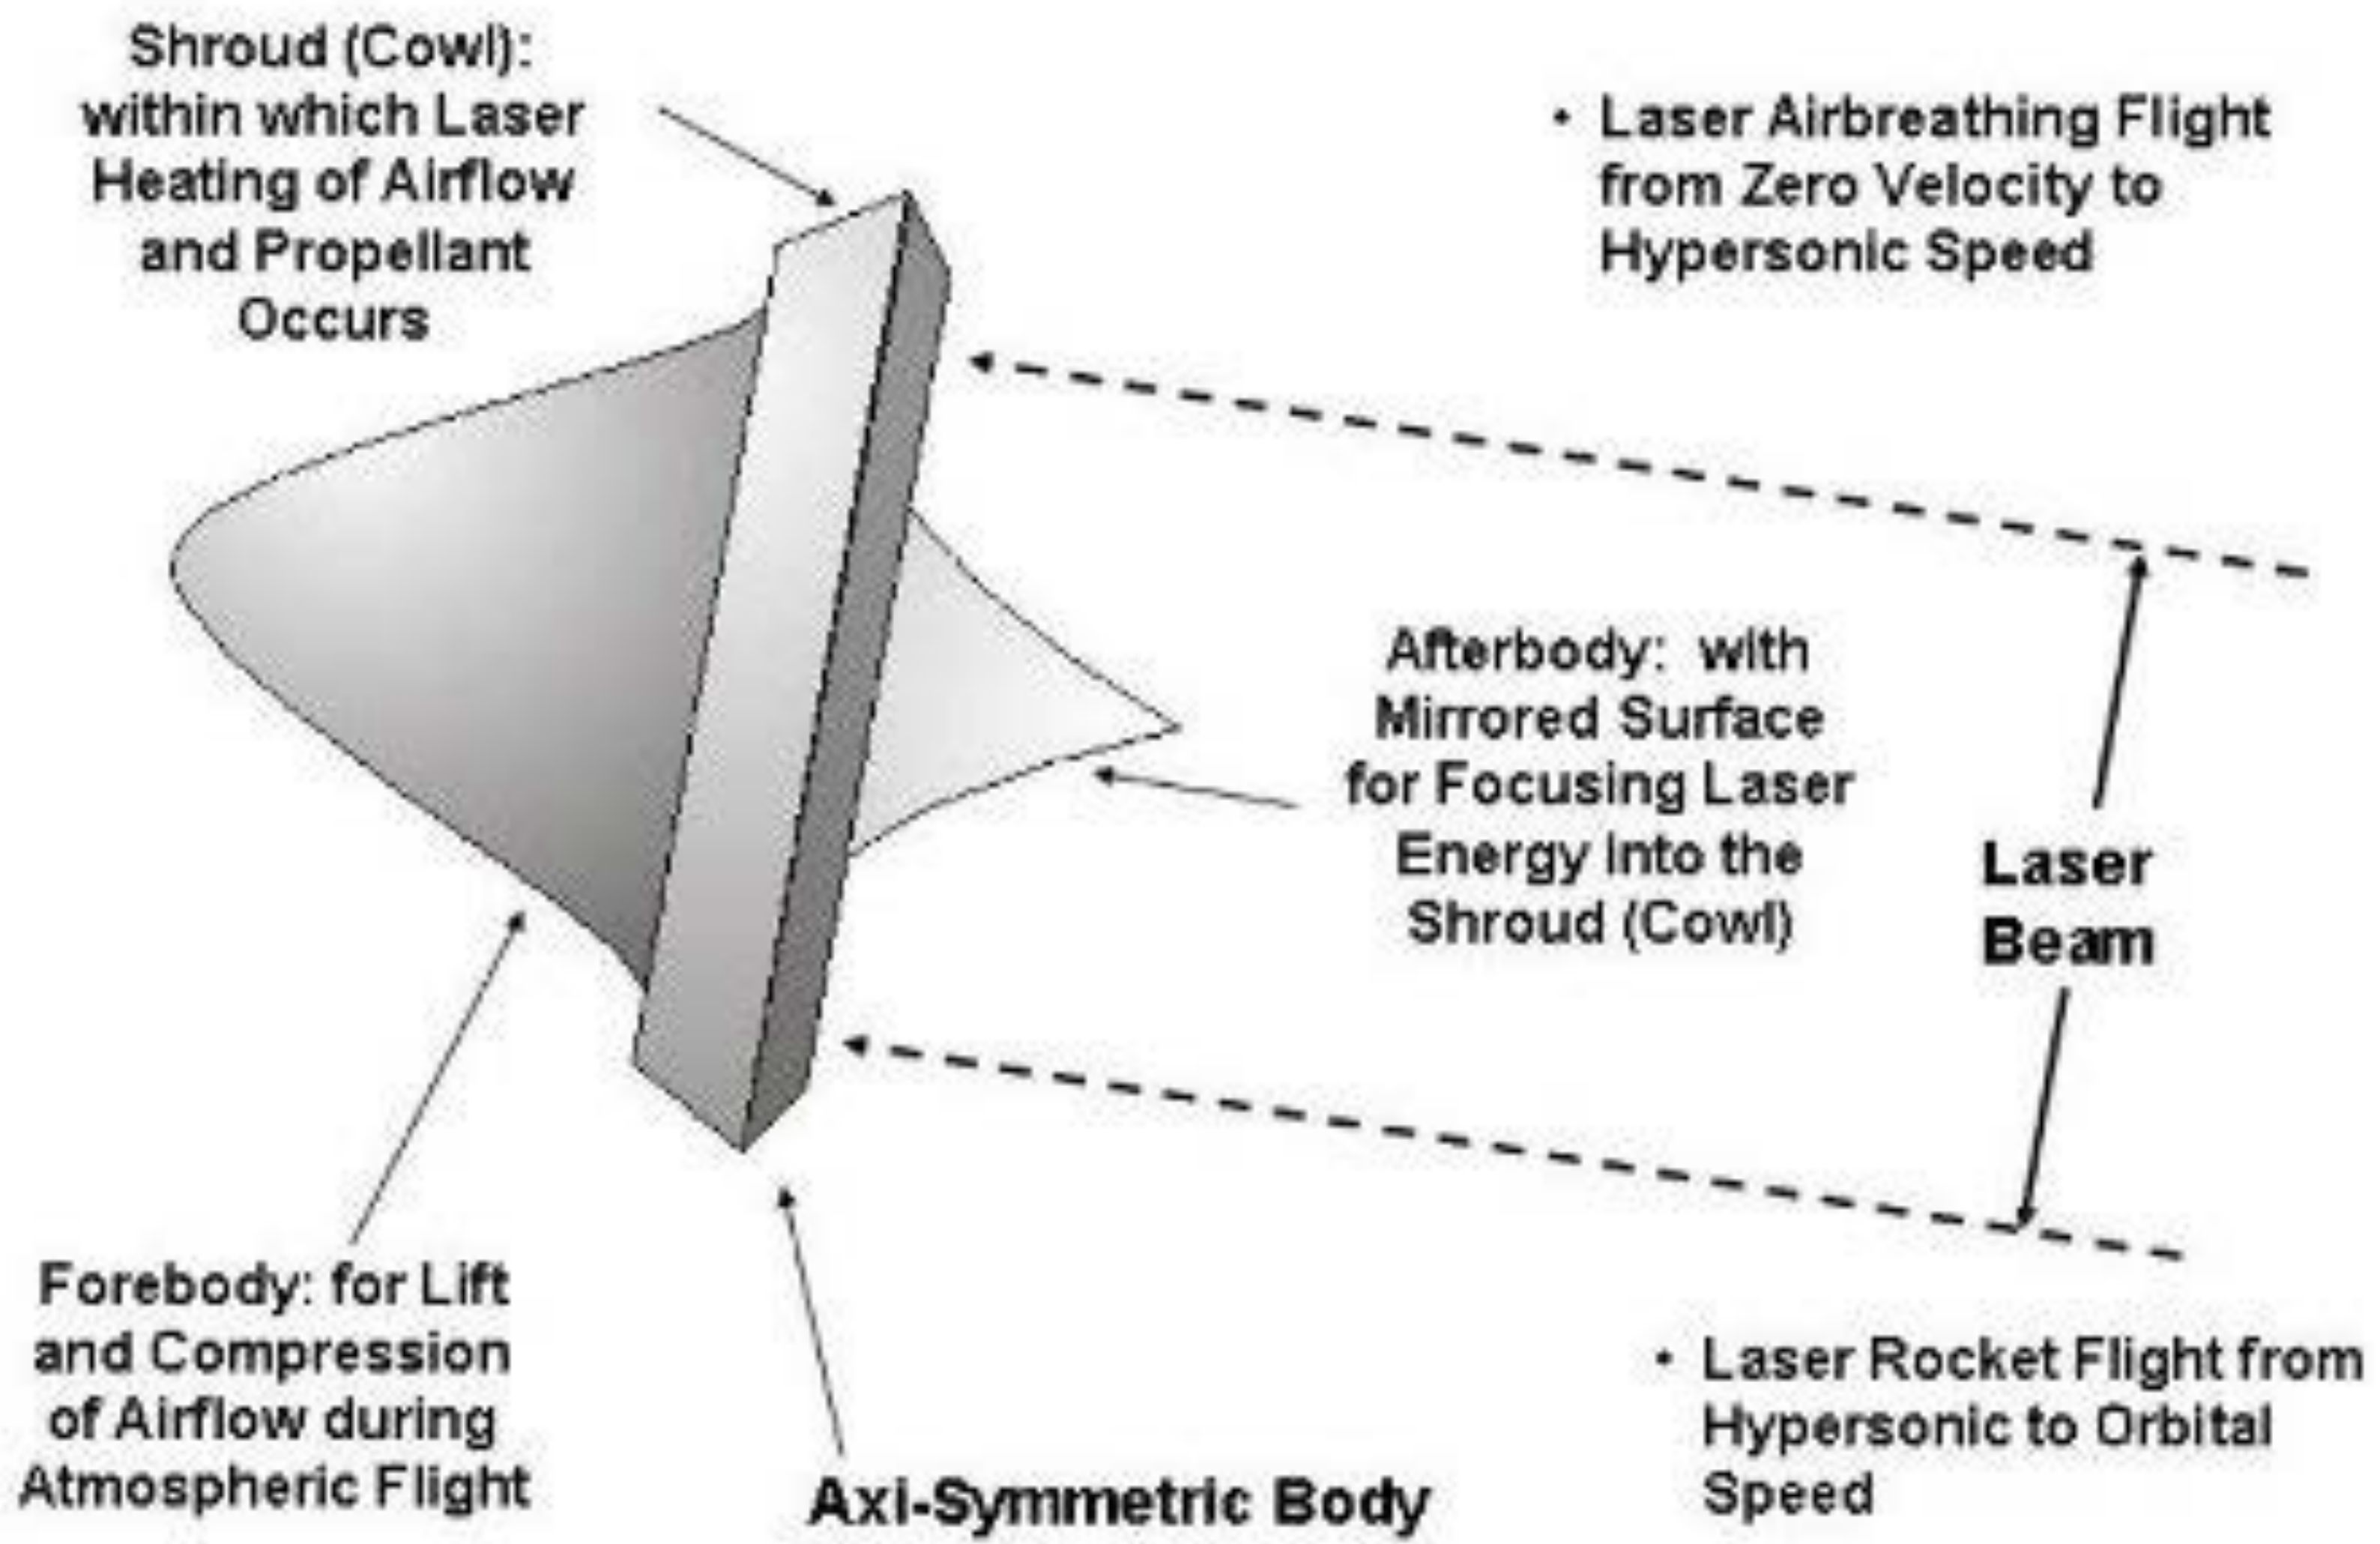 Shroud (Cowl):
within which Laser
Heating of Airflow
and Propellant
Occurs
• Laser Airbreathing Flight
from Zero Velocity to
Hypersonic Speed
Afterbody: with
Mirrored Surface
for Focusing Laser
Energy Into the
Shroud (Cowl)
Laser
Beam
Forebody: for Lift
and Compression
of Airflow during
Atmospheric Flight
Axi-Symmetric Body
• Laser Rocket Flight from
Hypersonic to Orbital
Speed